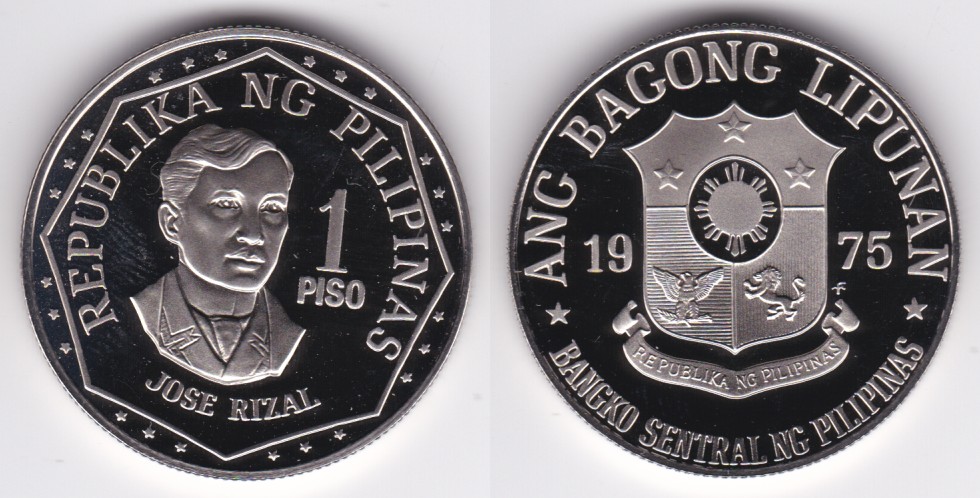 REPUBLIKA NG PILIPINAS
1
PISO
JOSE RIZAL
ANG BAGONG LIPUNAN
19 75
REPUBLIKA NG PILIPINAS
BANGKO SENTRAL NG PILIPINAS